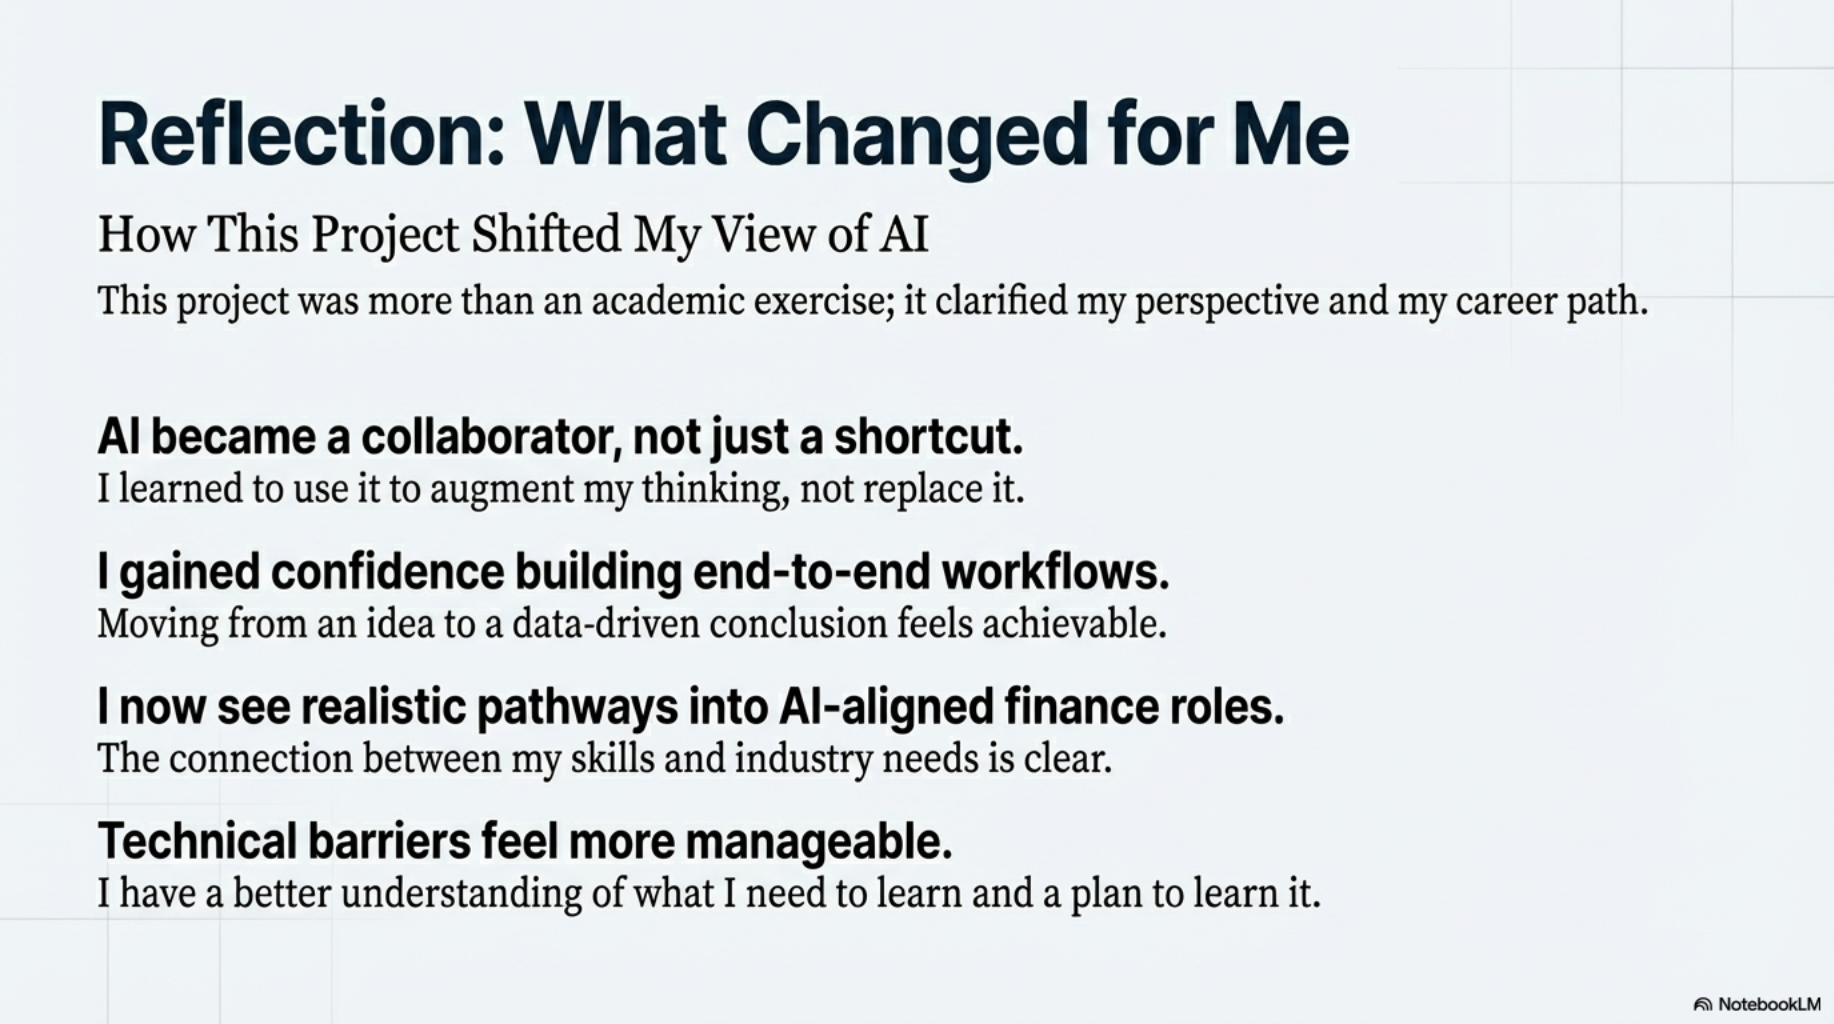 Reflection: What Changed for Me
How This Project Shifted My View of AI
This project was more than an academic exercise; it clarified my perspective and my career path.
AI became a collaborator, not just a shortcut.
I learned to use it to augment my thinking, not replace it.
I gained confidence building end-to-end workflows.
Moving from an idea to a data-driven conclusion feels achievable.
I now see realistic pathways into AI-aligned finance roles.
The connection between my skills and industry needs is clear.
Technical barriers feel more manageable.
I have a better understanding of what I need to learn and a plan to learn it.
NotebookLM